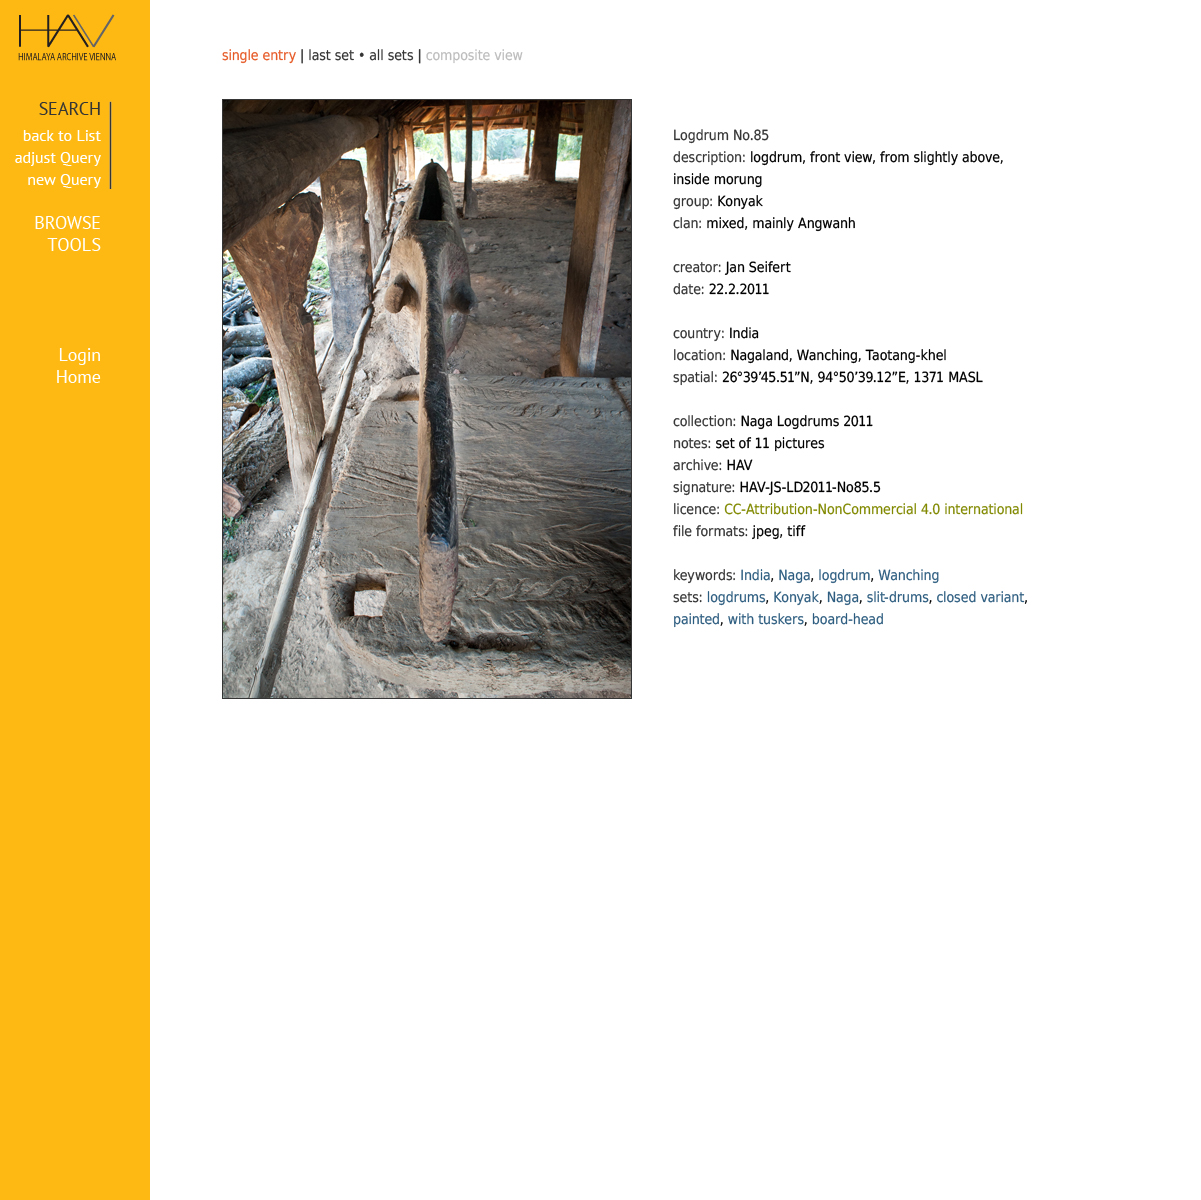 HAV
HIMALAYA ARCHIVE VIENNA
SEARCH
back to List
adjust Query
new Query
BROWSE
TOOLS
Login
Home
single entry | last set • all sets | composite view
Logdrum No.85
description: logdrum, front view, from slightly above,
inside morung
group: Konyak
clan: mixed, mainly Angwanh
creator: Jan Seifert
date: 22.2.2011
country: India
location: Nagaland, Wanching, Taotang-khel
spatial: 26°39′45.51″N, 94°50′39.12″E, 1371 MASL
collection: Naga Logdrums 2011
notes: set of 11 pictures
archive: HAV
signature: HAV-JS-LD2011-No85.5
licence: CC-Attribution-NonCommercial 4.0 international
file formats: jpeg, tiff
keywords: India, Naga, logdrum, Wanching
sets: logdrums, Konyak, Naga, slit-drums, closed variant,
painted, with tuskers, board-head